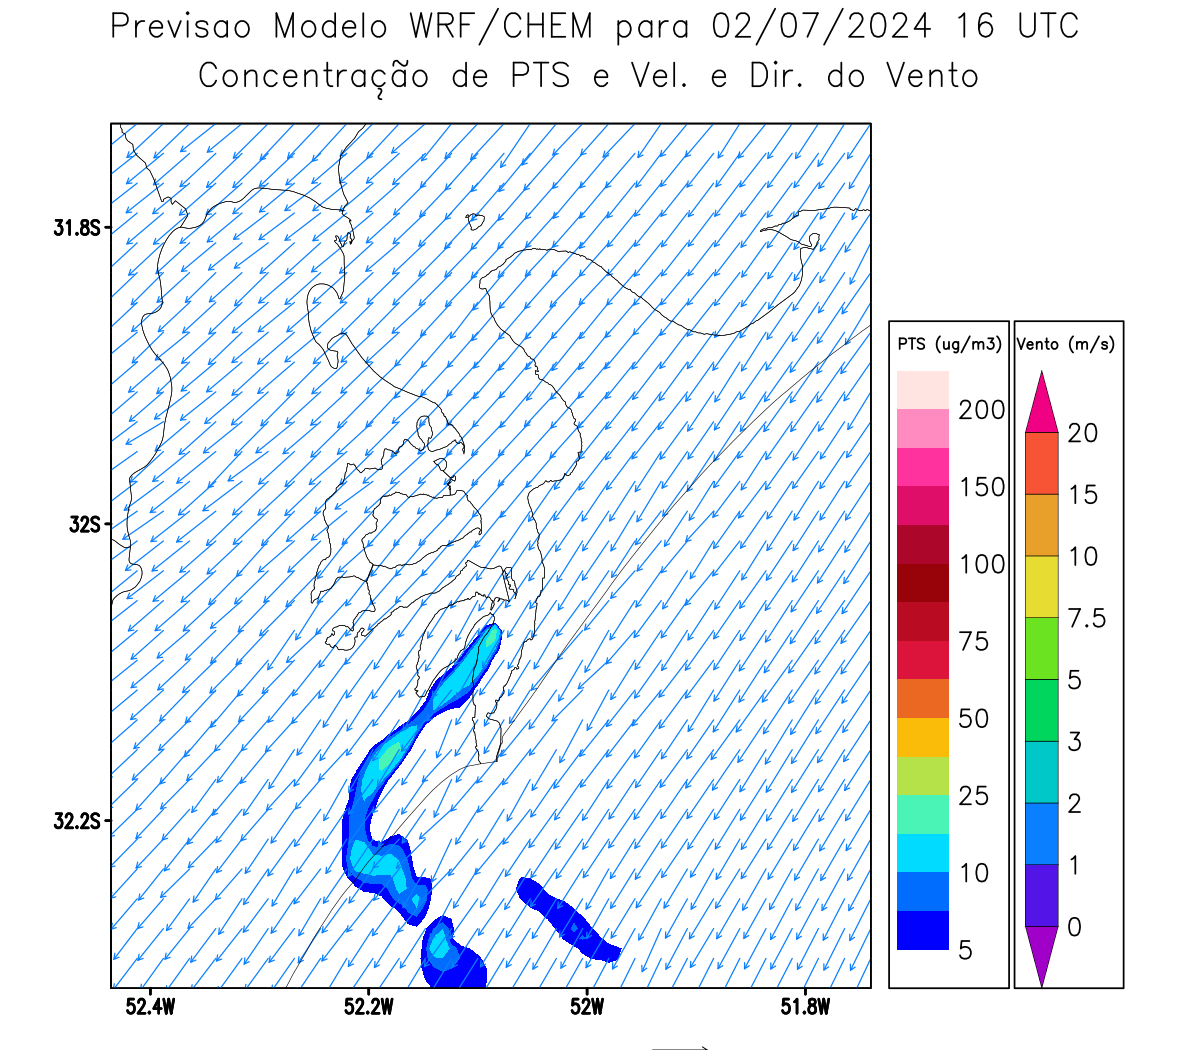 Previsao Modelo WRF/CHEM para 02/07/2024 16 UTC
Concentração de PTS e Vel. e Dir. do Vento
31.8S
32S
32.2S
52.4W
52.2W
52W
51.8W
PTS (ug/m3)
200
150
100
75
50
25
10
5
Vento (m/s)
20
15
10
7.5
5
3
2
1
0